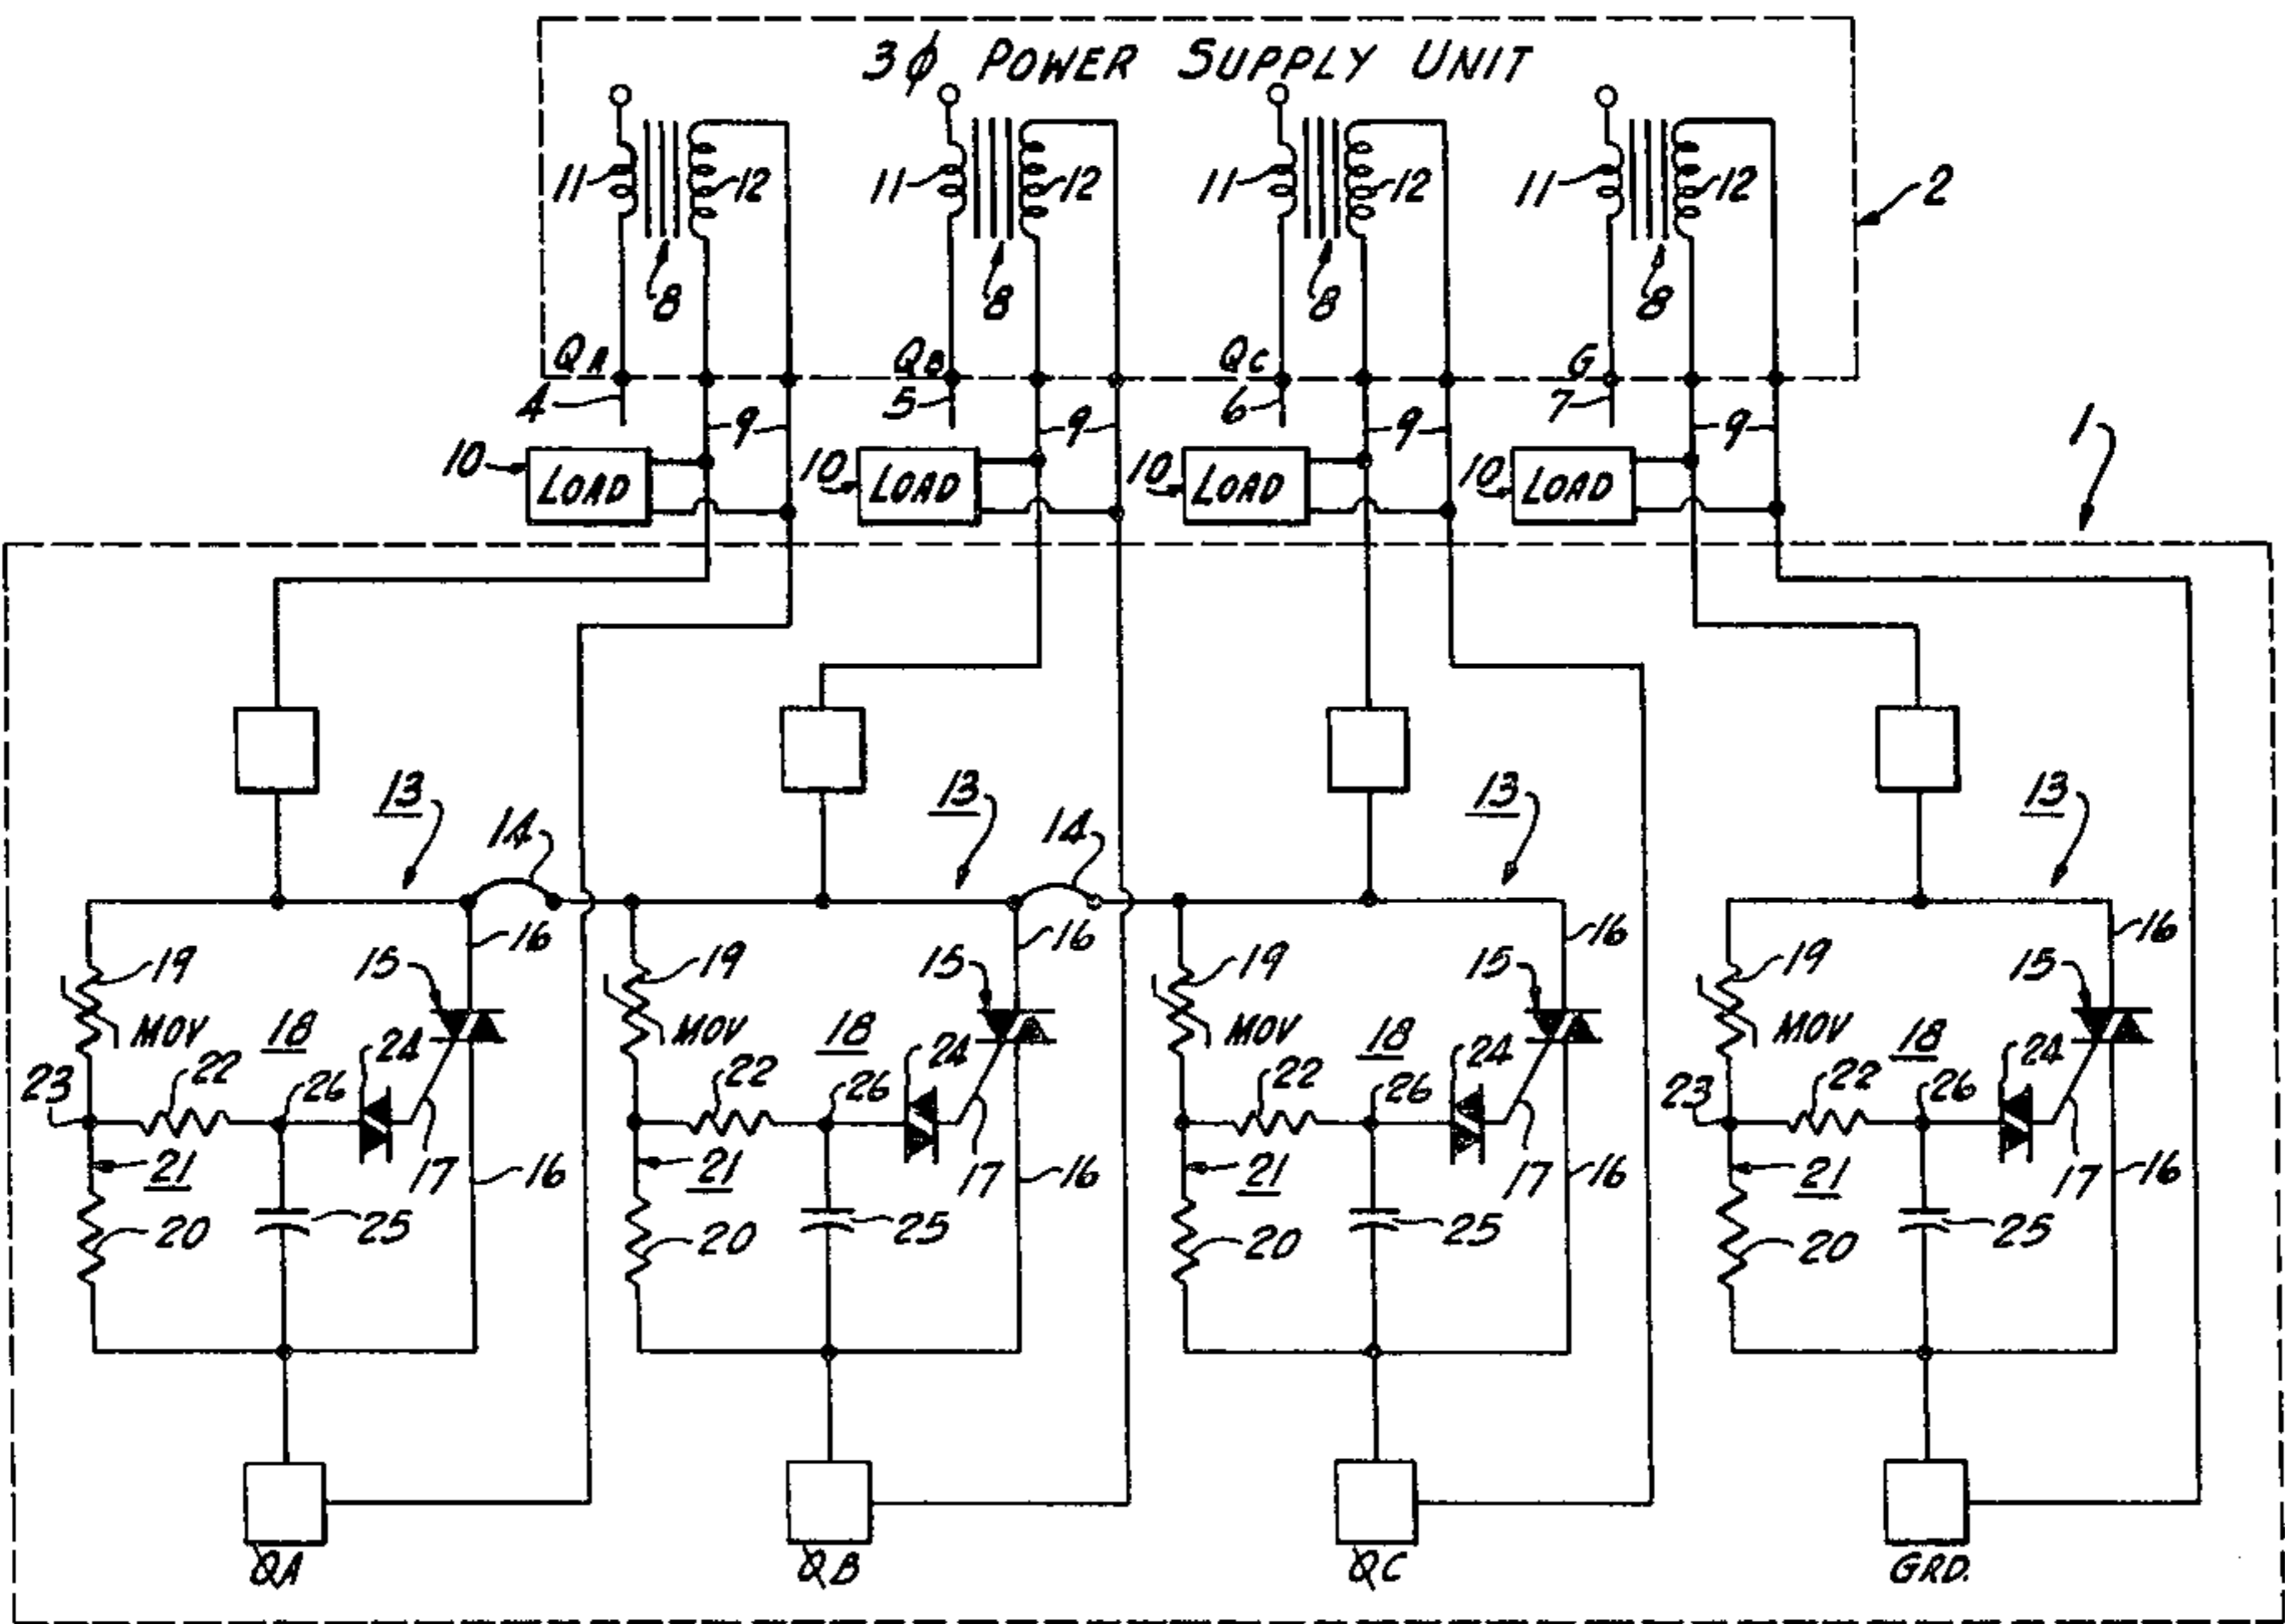 3φ POWER SUPPLY UNIT
11 12 11 12 11 12 11 12 2
8 8 8 8
QA QB QC G
4 5 6 7
9 9 9 9 1
10 LOAD 10 LOAD 10 LOAD 10 LOAD
13 13 13 13
14 14
16 16 16 16
19 15 19 15 19 15 19 15
MOV 18 MOV 18 MOV 18 MOV 18
24 24 24 24
23 22 26 22 26 22 26 23 22 26
21 17 16 21 17 16 21 17 16 21 17 16
20 25 20 25 20 25 20 25
QA QB QC GRD.